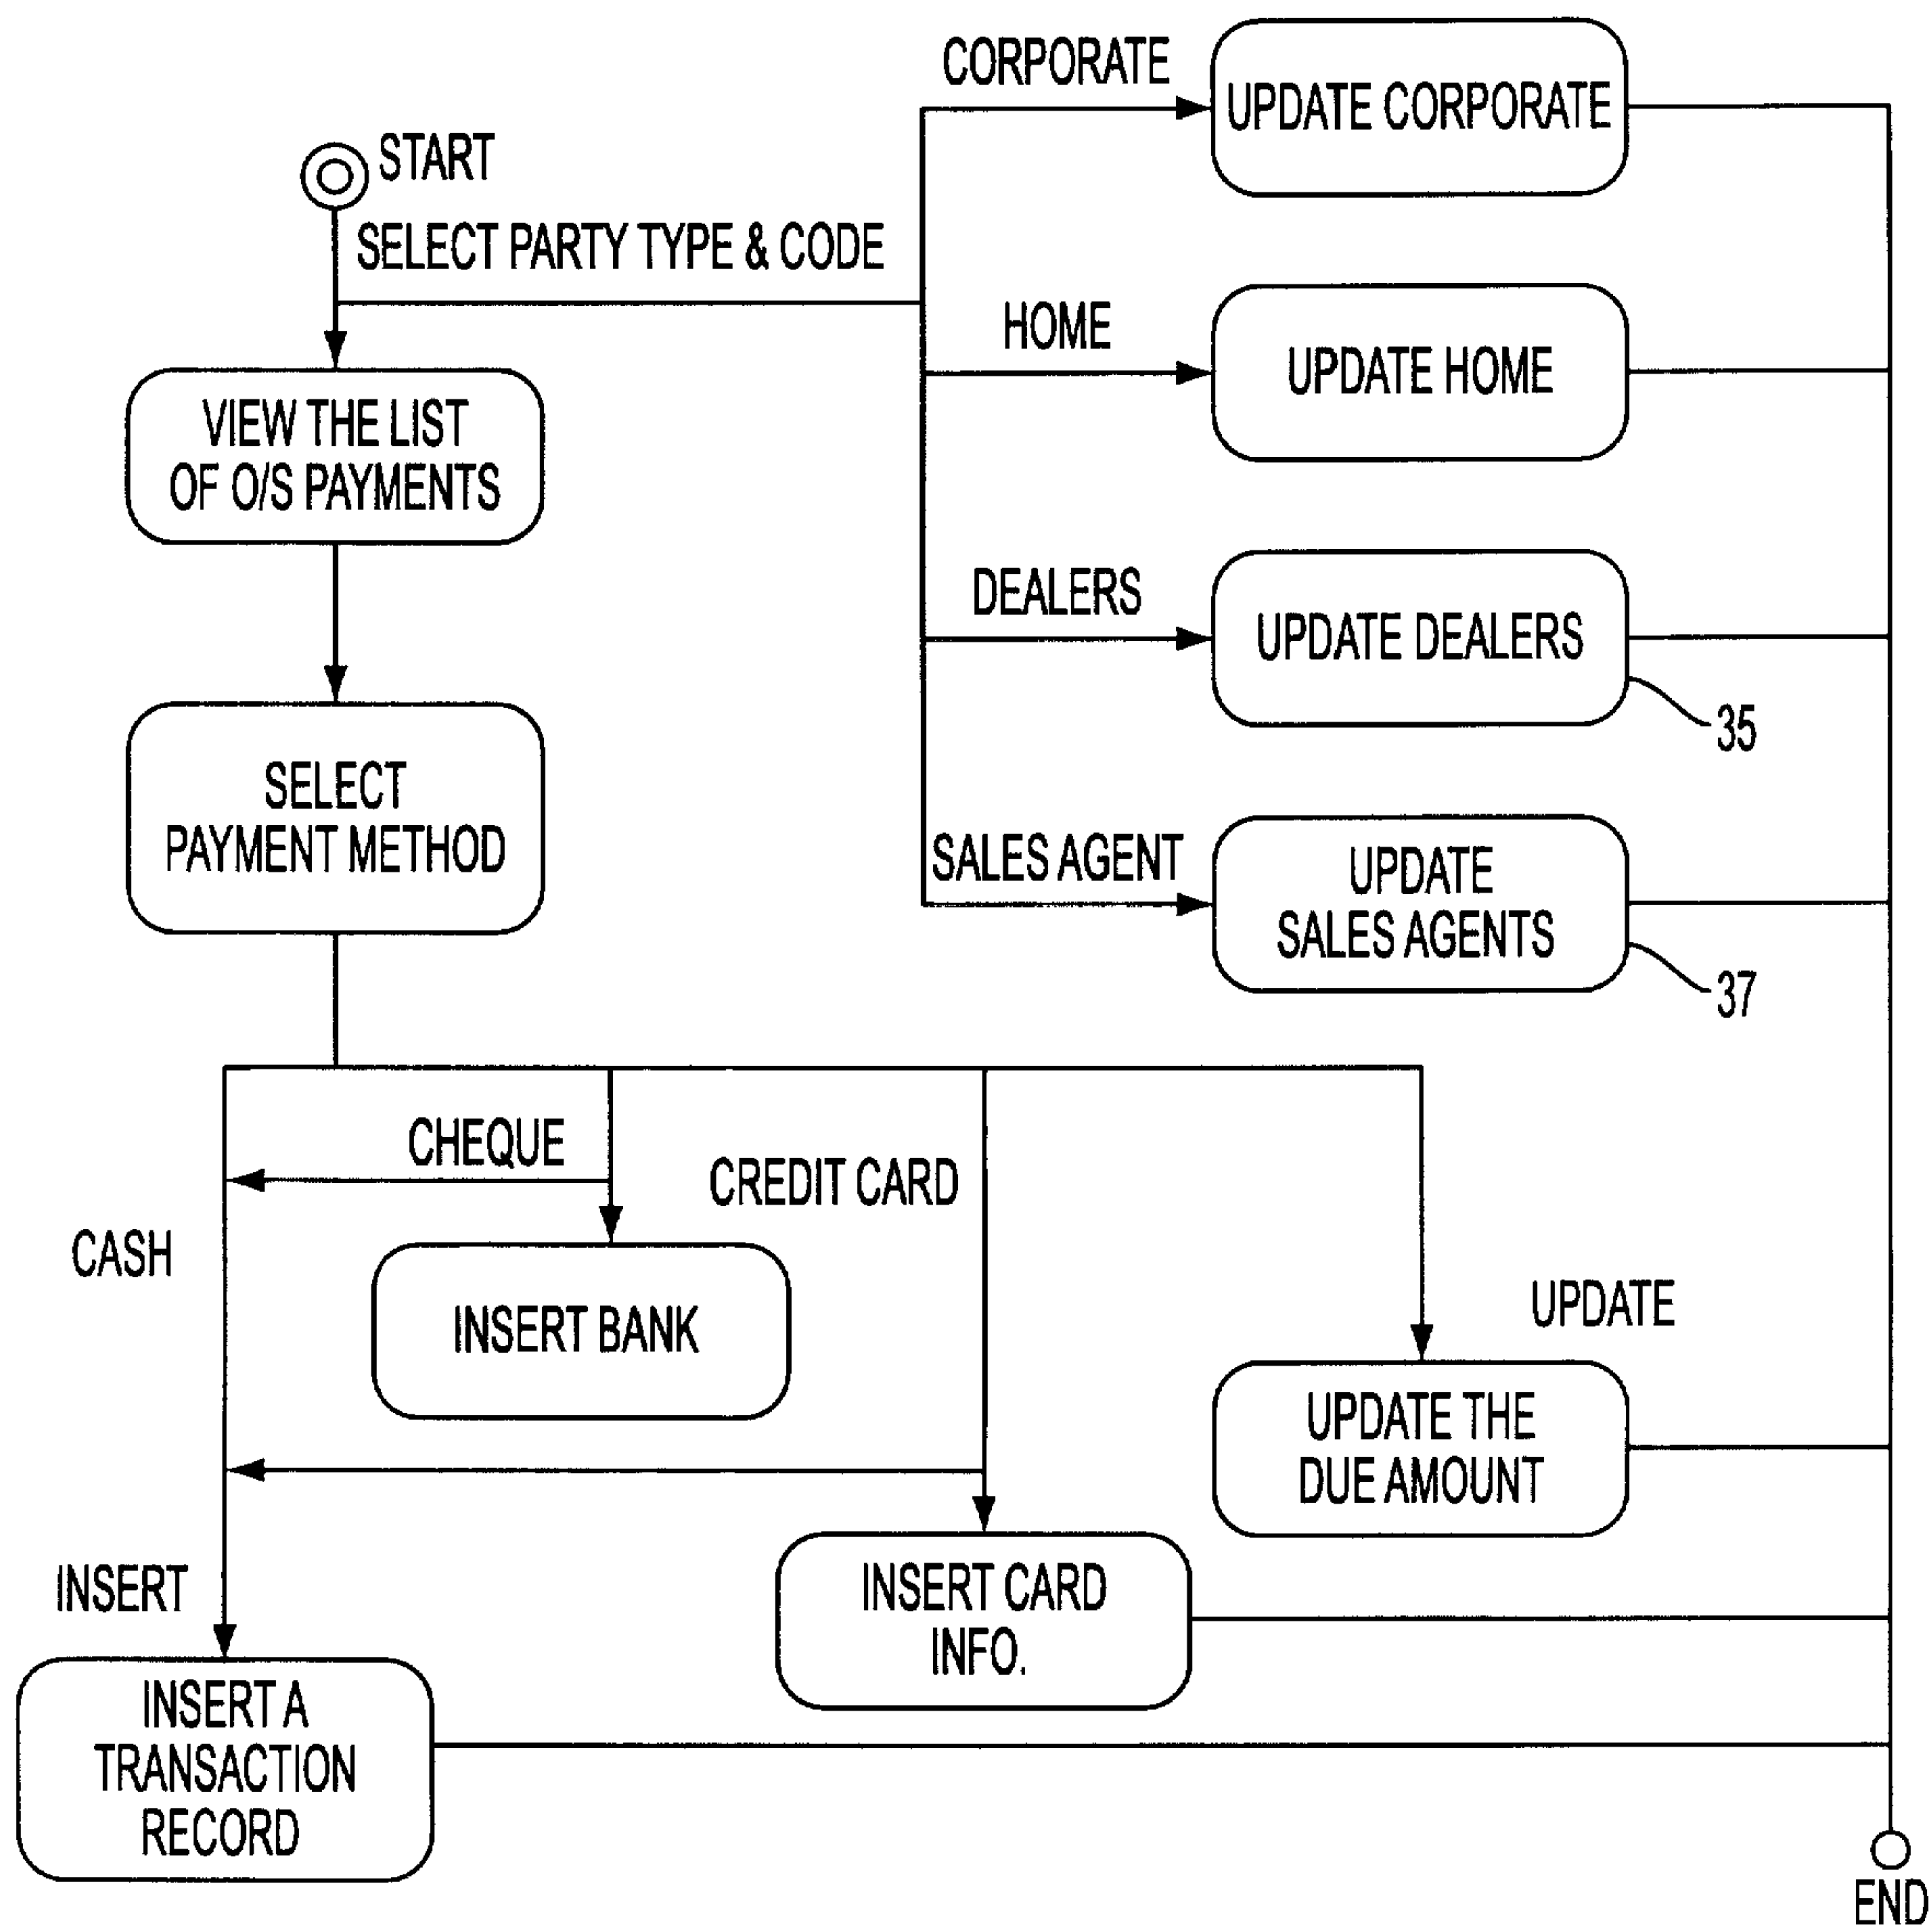 CORPORATE
UPDATE CORPORATE
START
SELECT PARTY TYPE & CODE
HOME
UPDATE HOME
VIEW THE LIST
OF O/S PAYMENTS
DEALERS
UPDATE DEALERS
35
SELECT
PAYMENT METHOD
SALES AGENT
UPDATE
SALES AGENTS
37
CHEQUE
CREDIT CARD
CASH
INSERT BANK
UPDATE
UPDATE THE
DUE AMOUNT
INSERT
INSERT CARD
INFO.
INSERT A
TRANSACTION
RECORD
END